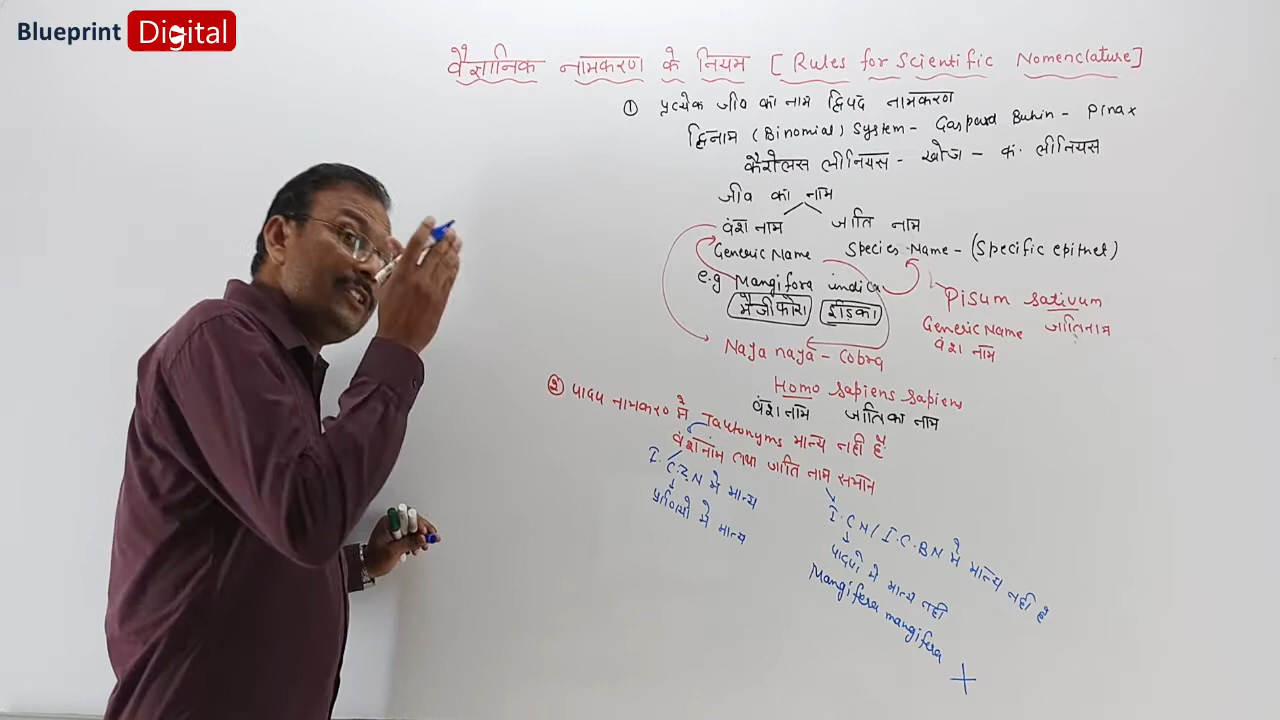 Blueprint Digital
वैज्ञानिक नामकरण के नियम [Rules for Scientific Nomenclature]
① प्रत्येक जीव का नाम द्विपद नामकरण
द्विनाम (Binomial) System - Gaspard Buhin - Pinax
कैरोलस लीनियस - खोज - कै. लीनियस
जीव का नाम
वंश नाम जाति नाम
Generic Name Species Name - (Specific epithet)
e.g Mangifera indica
मैंजीफेरा इंडिका
Pisum sativum
Generic Name जातिनाम
वंश नाम
Naja naja - Cobra
Homo sapiens sapiens
वंश नाम जाति का नाम
② पादप नामकरण में Tautonyms मान्य नहीं है
वंशनाम तथा जाति नाम समान
I.C.Z.N में मान्य
प्राणियों में मान्य
I.C.N/I.C.B.N में मान्य नहीं है
पादपों में मान्य नहीं
Mangifera mangifera